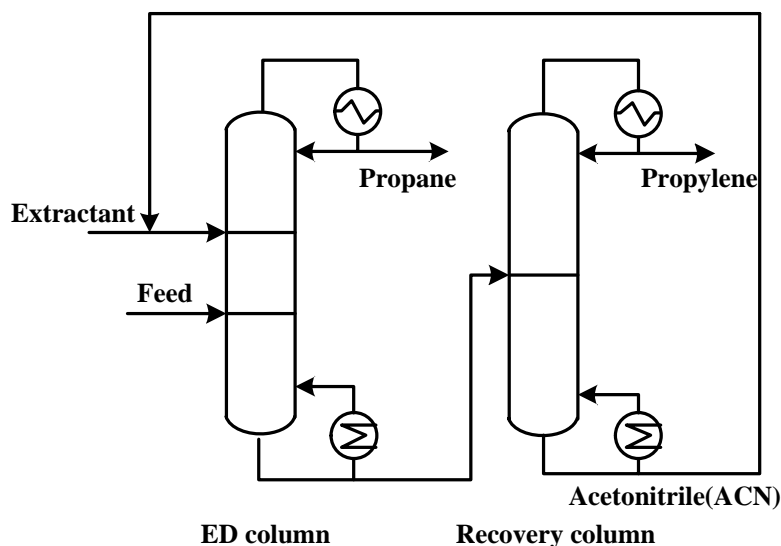 Propane
Propylene
Extractant
Feed
Acetonitrile(ACN)
ED column
Recovery column